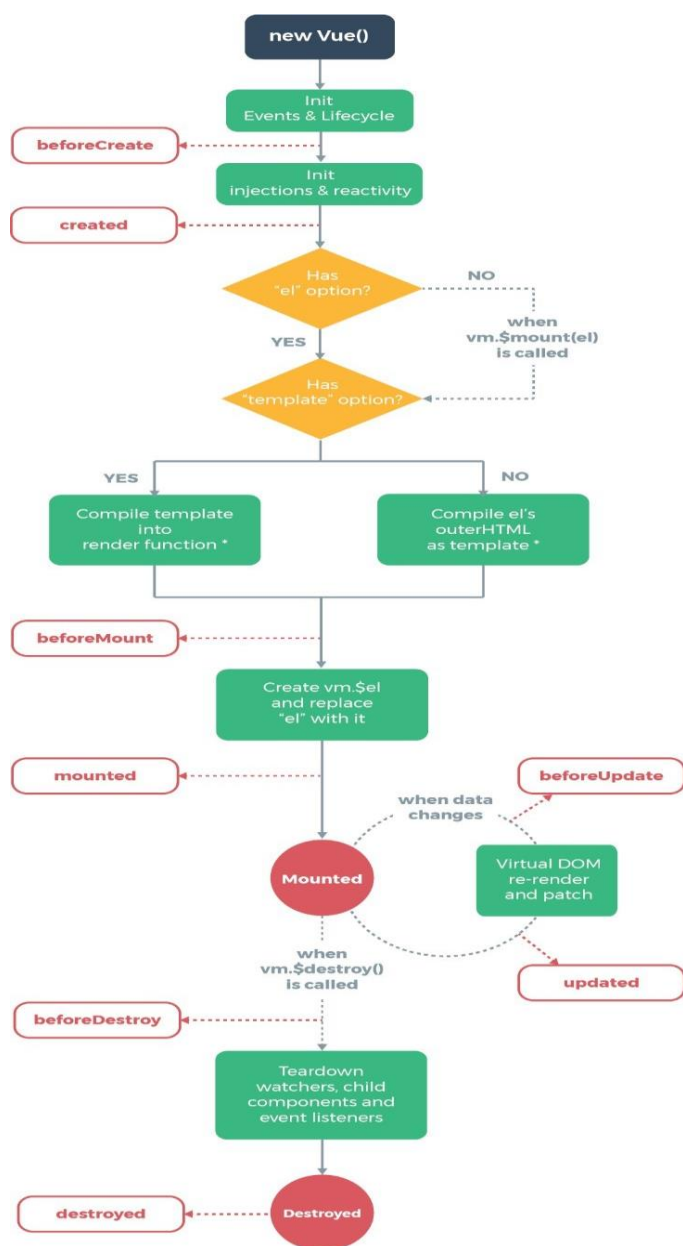 new Vue()
Init
Events & Lifecycle
beforeCreate
Init
injections & reactivity
created
Has
“el” option?
NO
when
vm.$mount(el)
is called
YES
Has
“template” option?
YES
NO
Compile template
into
render function *
Compile el’s
outerHTML
as template *
beforeMount
Create vm.$el
and replace
“el” with it
mounted
beforeUpdate
when data
changes
Mounted
Virtual DOM
re-render
and patch
when
vm.$destroy()
is called
updated
beforeDestroy
Teardown
watchers, child
components and
event listeners
destroyed
Destroyed